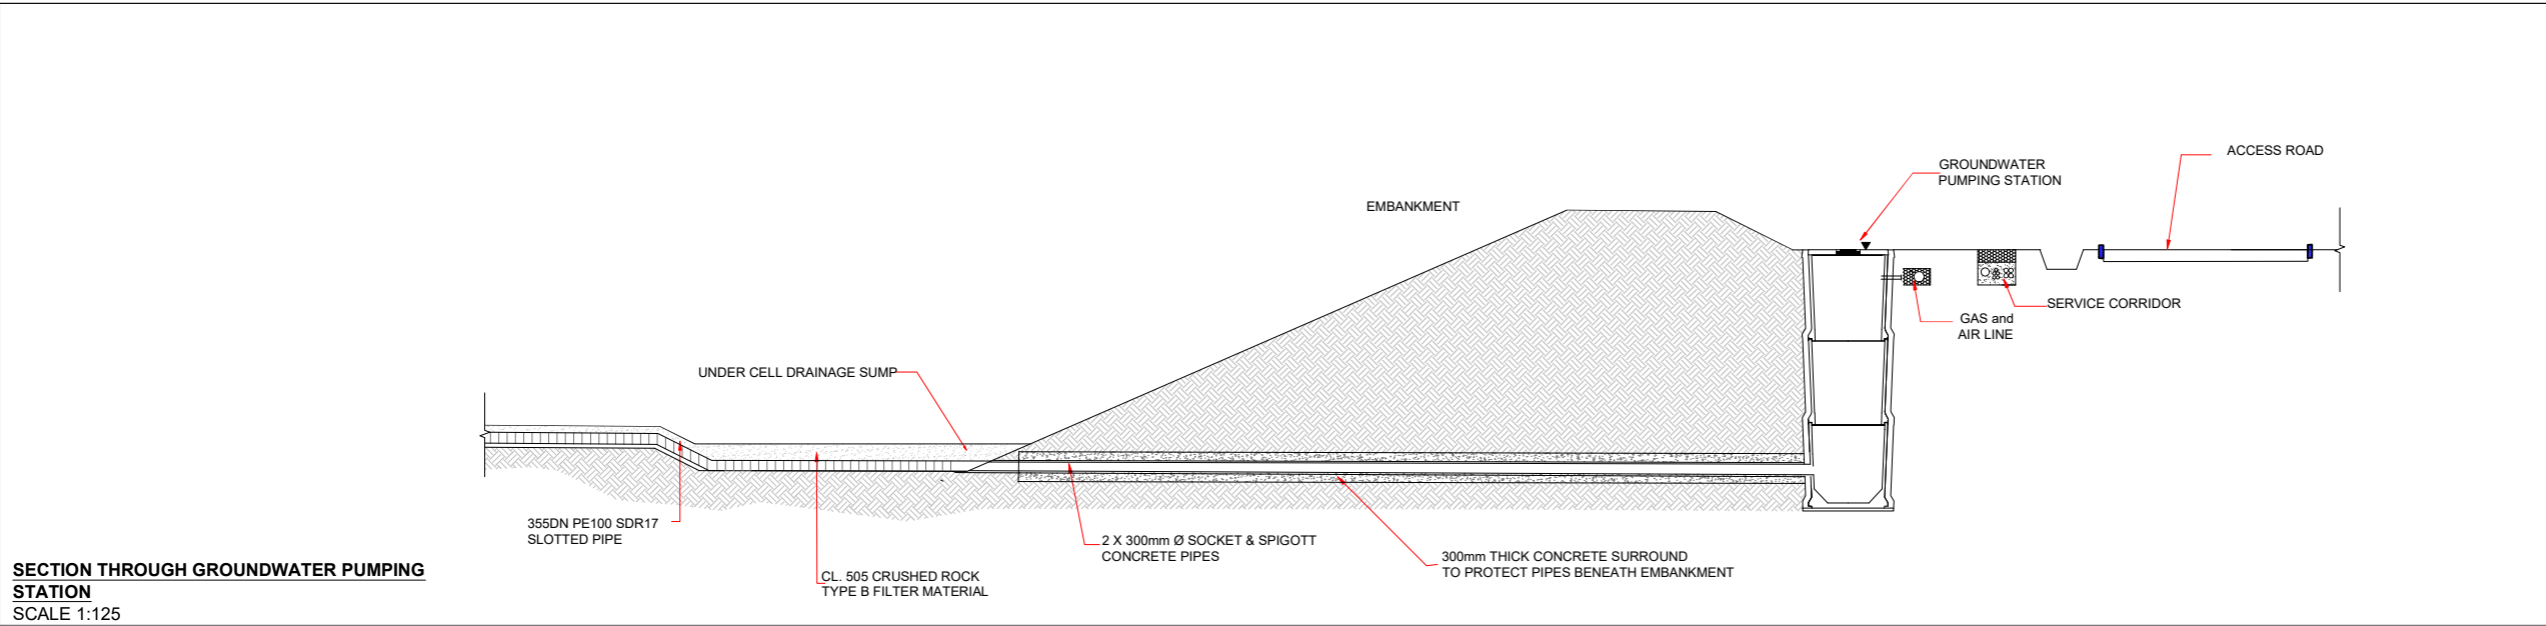 ACCESS ROAD
GROUNDWATER
PUMPING STATION
EMBANKMENT
SERVICE CORRIDOR
GAS and
AIR LINE
UNDER CELL DRAINAGE SUMP
355DN PE100 SDR17
SLOTTED PIPE
2 X 300mm Ø SOCKET & SPIGOTT
CONCRETE PIPES
300mm THICK CONCRETE SURROUND
TO PROTECT PIPES BENEATH EMBANKMENT
CL. 505 CRUSHED ROCK
TYPE B FILTER MATERIAL
SECTION THROUGH GROUNDWATER PUMPING
STATION
SCALE 1:125